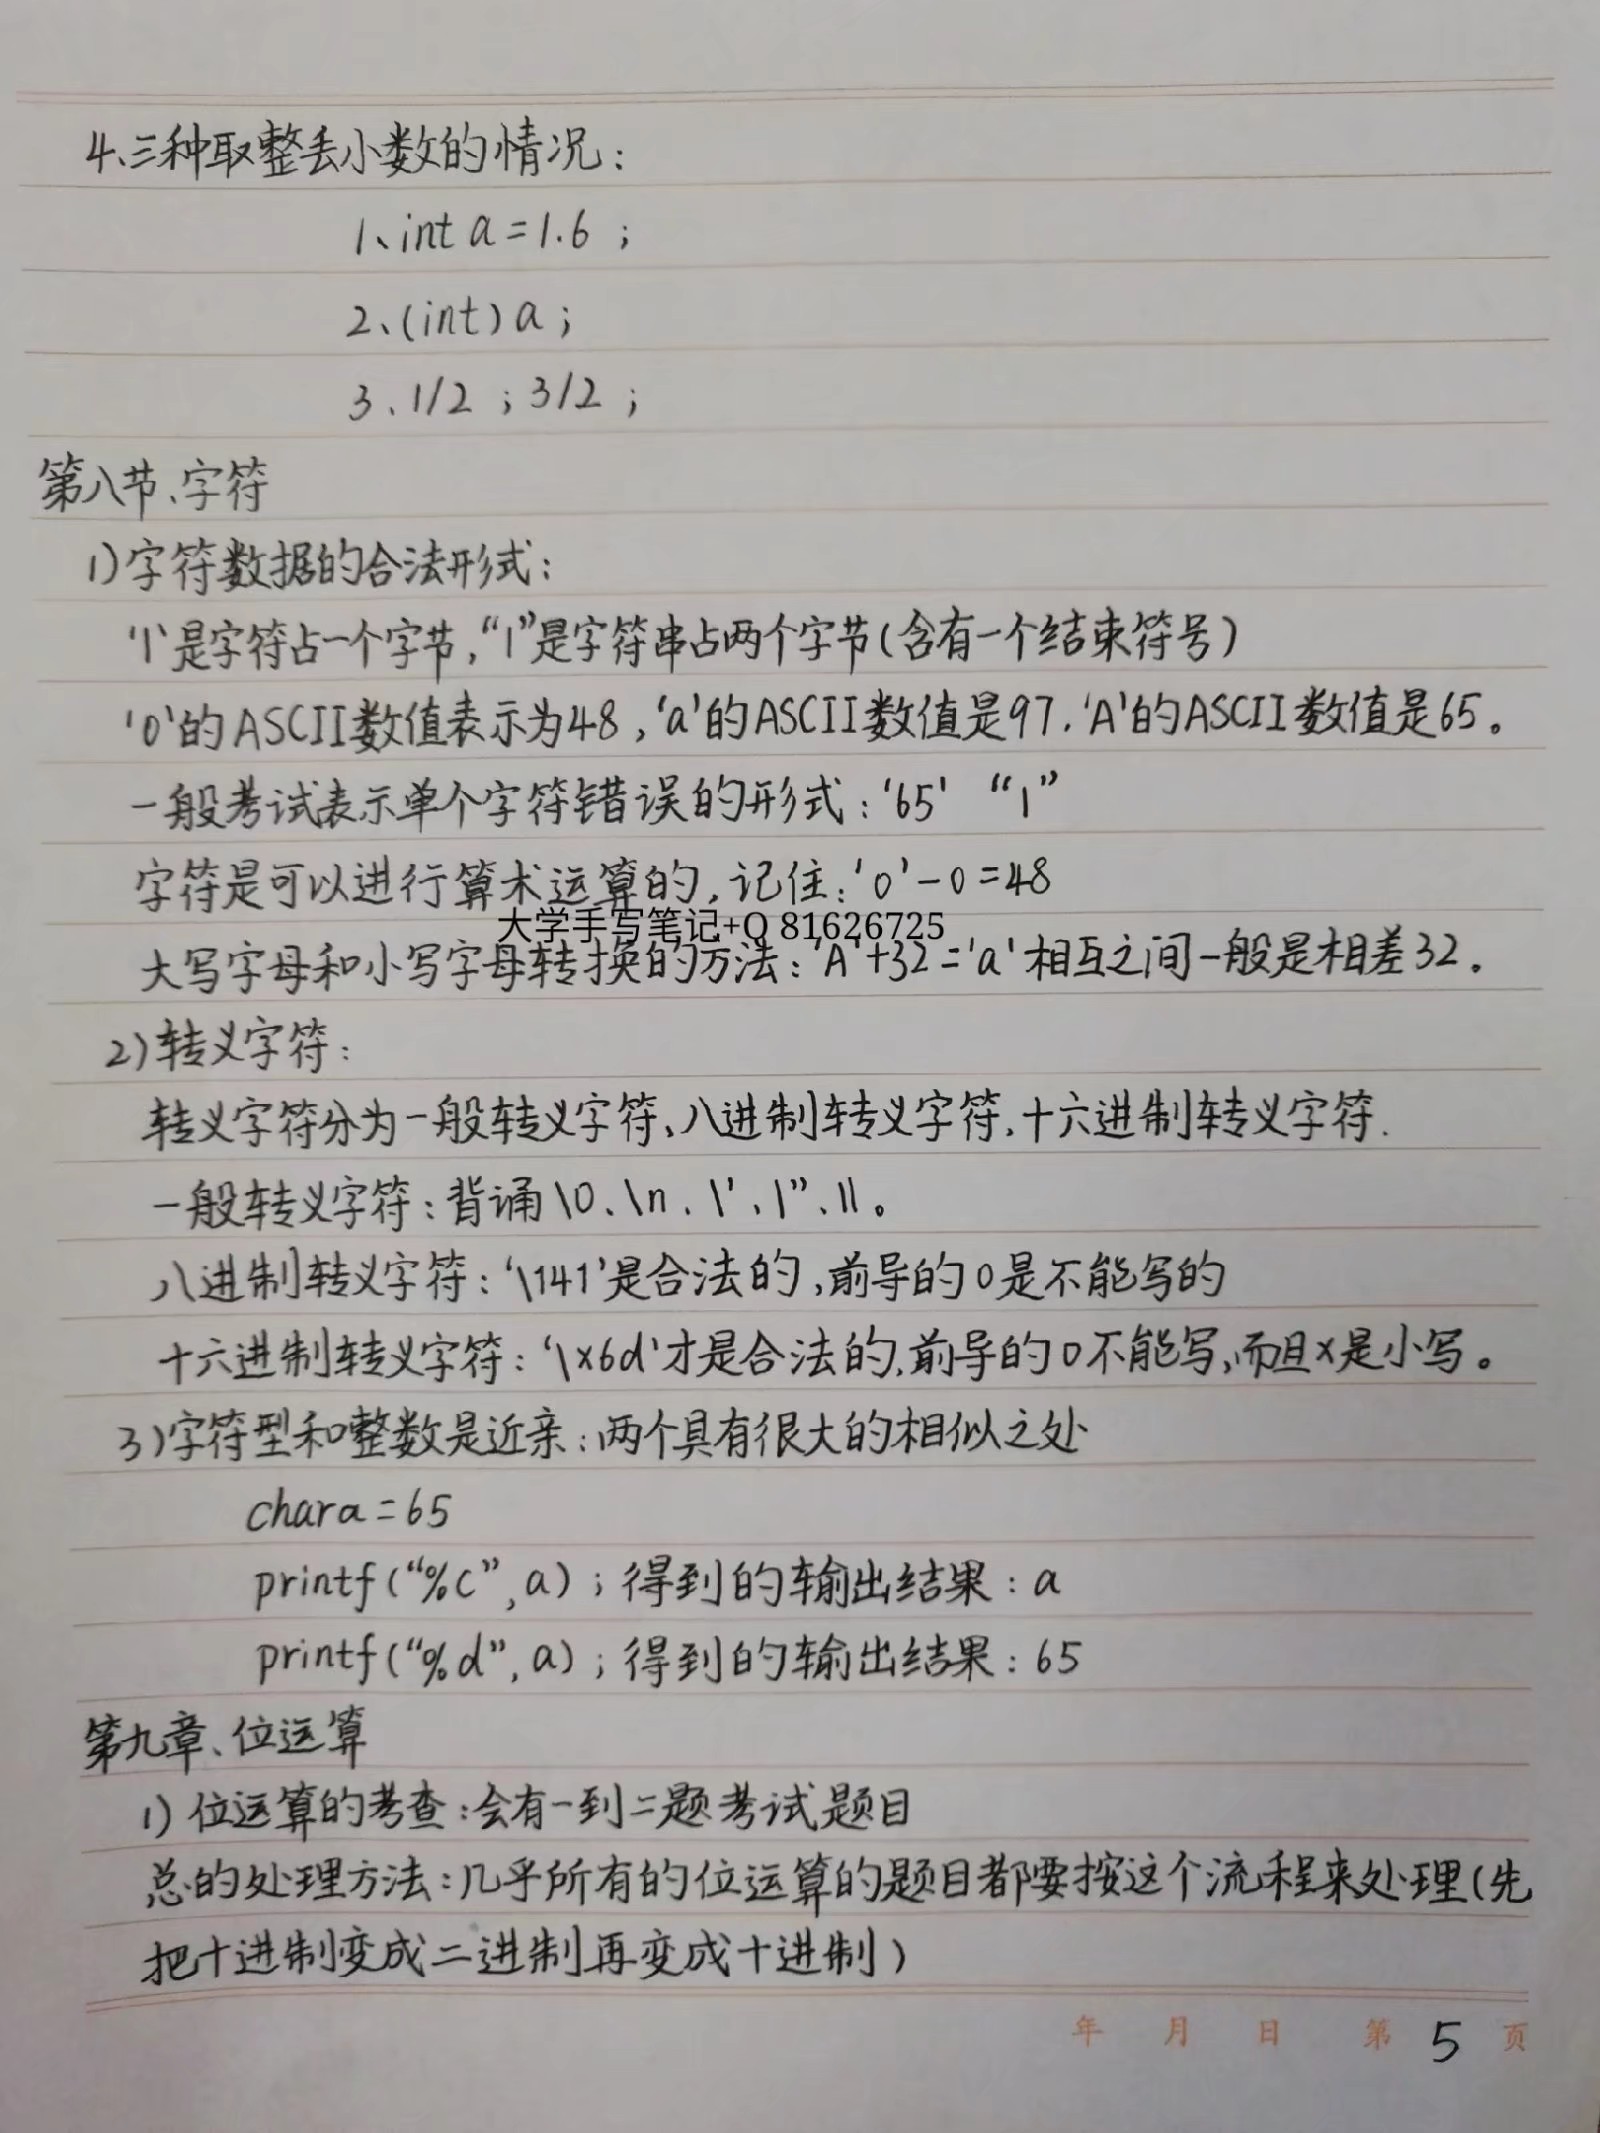 4、三种取整丢小数的情况：
1、int a = 1.6 ；
2、(int) a ；
3、1/2 ；3/2 ；
第八节、字符
1)字符数据的合法形式：
'1'是字符占一个字节，“1”是字符串占两个字节(含有一个结束符号)
'0'的ASCII数值表示为48，'a'的ASCII数值是97，'A'的ASCII数值是65。
一般考试表示单个字符错误的形式：'65' “1”
字符是可以进行算术运算的，记住：'0'-0=48
大学手写笔记+Q 81626725
大写字母和小写字母转换的方法：'A'+32='a'相互之间一般是相差32。
2)转义字符：
转义字符分为一般转义字符、八进制转义字符、十六进制转义字符.
一般转义字符：背诵\0、\n、\'、\”、\\。
八进制转义字符：'\141'是合法的，前导的0是不能写的
十六进制转义字符：'\x6d'才是合法的，前导的0不能写，而且x是小写。
3)字符型和整数是近亲：两个具有很大的相似之处
char a = 65
printf(“%c”, a)；得到的输出结果：a
printf(“%d”, a)；得到的输出结果：65
第九章、位运算
1) 位运算的考查：会有一到二题考试题目
总的处理方法：几乎所有的位运算的题目都要按这个流程来处理(先
把十进制变成二进制再变成十进制)
年 月 日 第 5 页